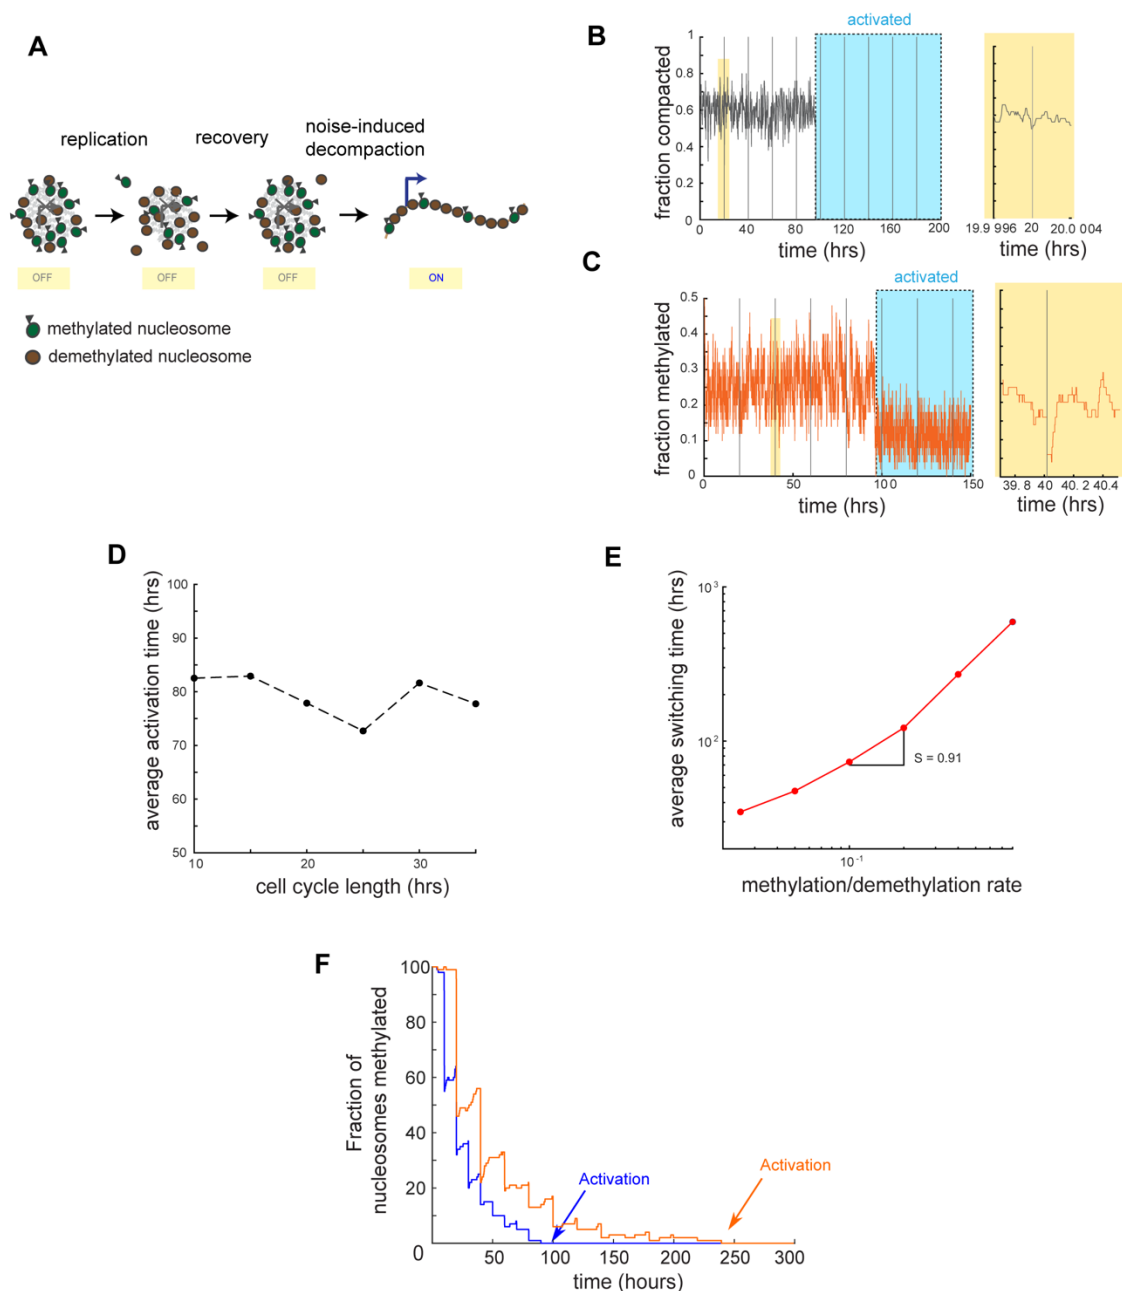 A
replication
recovery
noise-induced
decompaction
OFF
OFF
OFF
ON
methylated nucleosome
demethylated nucleosome
B
activated
fraction compacted
1
0.8
0.6
0.4
0.2
0
0
40
80
120
160
200
time (hrs)
19.9 996
20
20.0 004
time (hrs)
C
activated
fraction methylated
0.5
0.4
0.3
0.2
0.1
0
0
50
100
150
time (hrs)
39. 8
40
40. 2
40.4
time (hrs)
D
average activation time (hrs)
100
90
80
70
60
50
10
20
30
cell cycle length (hrs)
E
average switching time (hrs)
10³
10²
S = 0.91
10⁻¹
methylation/demethylation rate
F
Fraction of
nucleosomes methylated
100
80
60
40
20
0
Activation
Activation
50
100
150
200
250
300
time (hours)